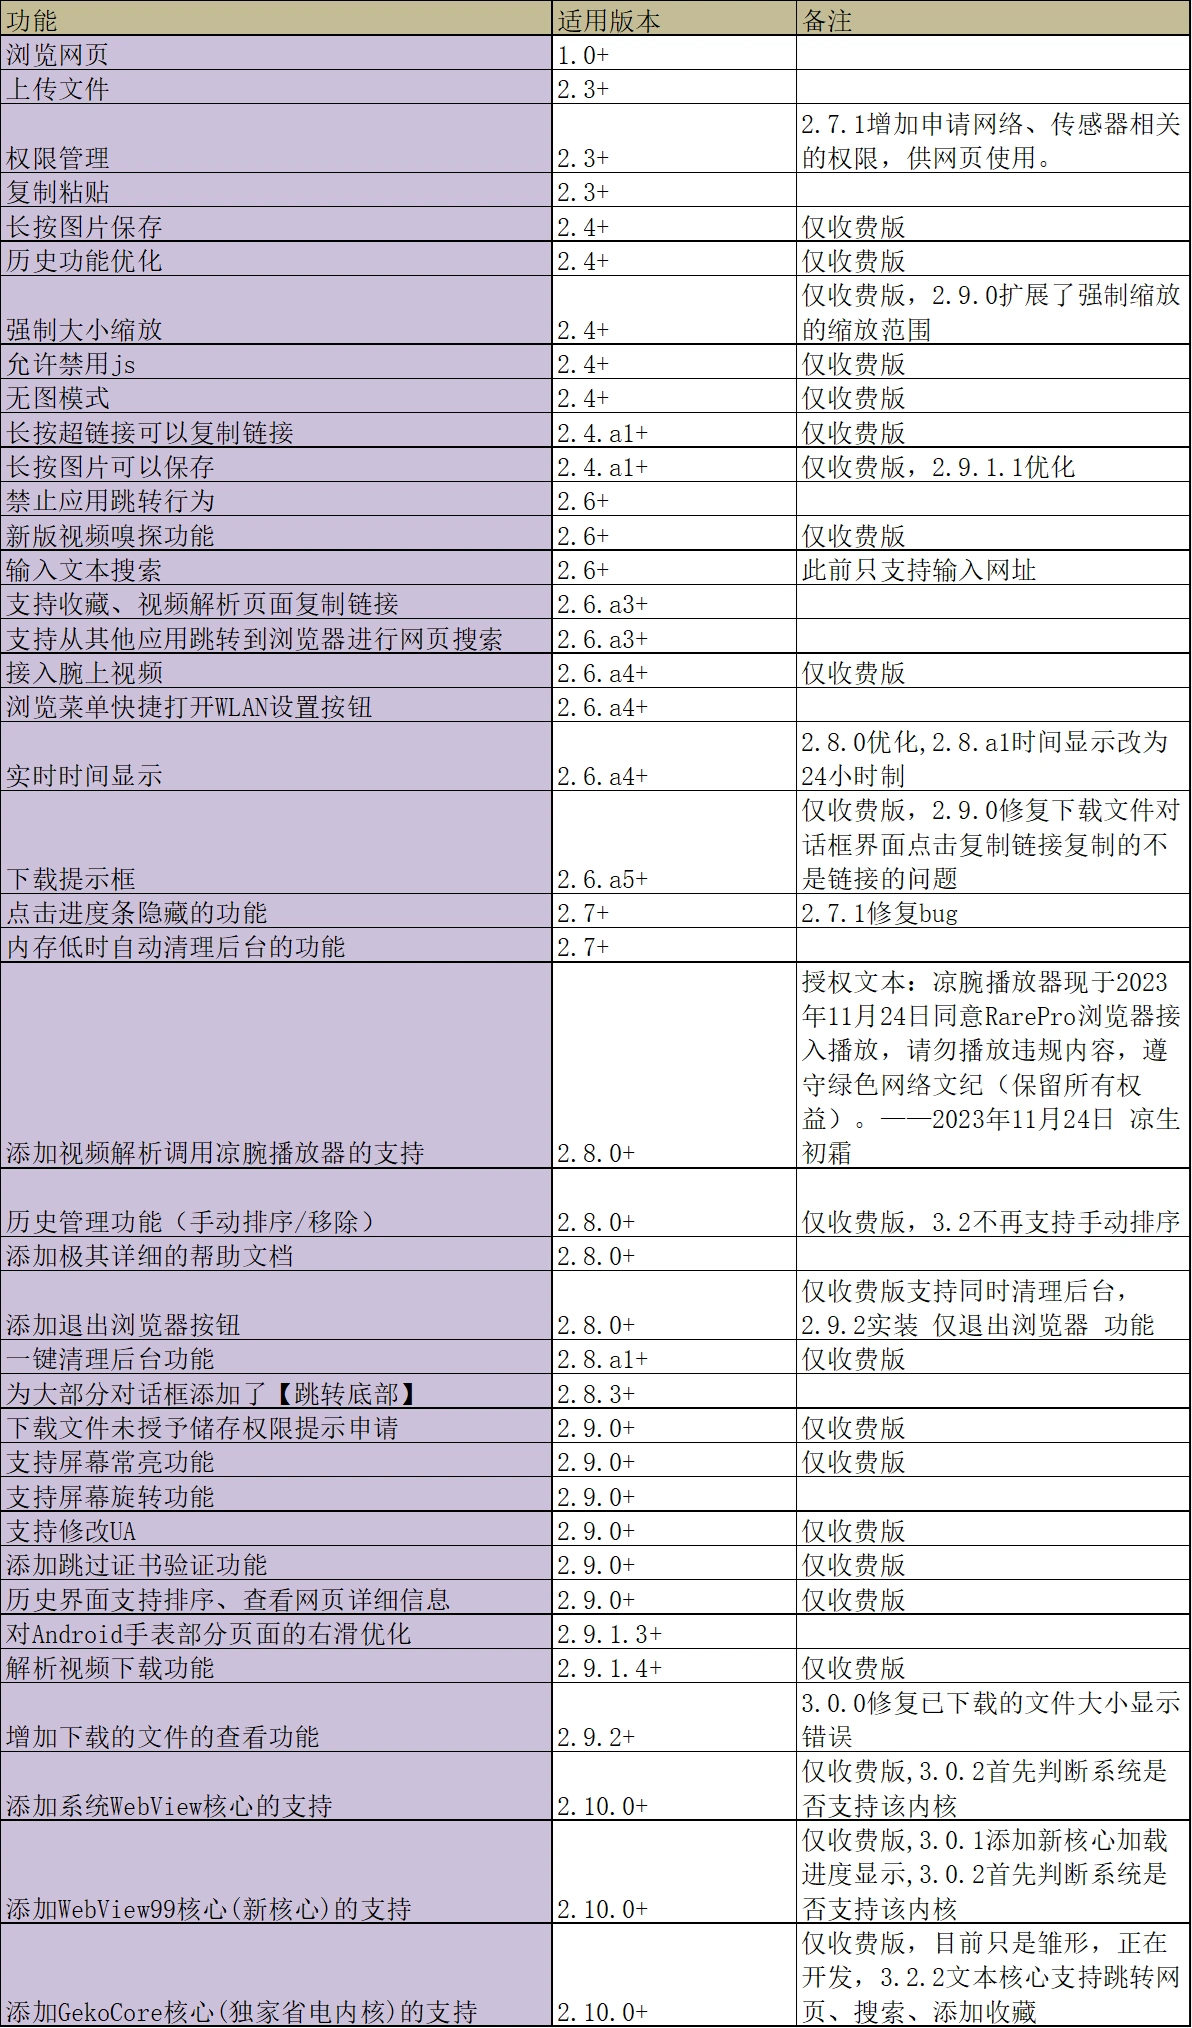 功能 适用版本 备注
浏览网页 1.0+
上传文件 2.3+
2.7.1增加申请网络、传感器相关
权限管理 2.3+ 的权限，供网页使用。
复制粘贴 2.3+
长按图片保存 2.4+ 仅收费版
历史功能优化 2.4+ 仅收费版
仅收费版，2.9.0扩展了强制缩放
强制大小缩放 2.4+ 的缩放范围
允许禁用js 2.4+ 仅收费版
无图模式 2.4+ 仅收费版
长按超链接可以复制链接 2.4.a1+ 仅收费版
长按图片可以保存 2.4.a1+ 仅收费版，2.9.1.1优化
禁止应用跳转行为 2.6+
新版视频嗅探功能 2.6+ 仅收费版
输入文本搜索 2.6+ 此前只支持输入网址
支持收藏、视频解析页面复制链接 2.6.a3+
支持从其他应用跳转到浏览器进行网页搜索 2.6.a3+
接入腕上视频 2.6.a4+ 仅收费版
浏览菜单快捷打开WLAN设置按钮 2.6.a4+
2.8.0优化,2.8.a1时间显示改为
实时时间显示 2.6.a4+ 24小时制
仅收费版，2.9.0修复下载文件对
话框界面点击复制链接复制的不
下载提示框 2.6.a5+ 是链接的问题
点击进度条隐藏的功能 2.7+ 2.7.1修复bug
内存低时自动清理后台的功能 2.7+
授权文本：凉腕播放器现于2023
年11月24日同意RarePro浏览器接
入播放，请勿播放违规内容，遵
守绿色网络文纪（保留所有权
益）。——2023年11月24日 凉生
添加视频解析调用凉腕播放器的支持 2.8.0+ 初霜
历史管理功能（手动排序/移除） 2.8.0+ 仅收费版，3.2不再支持手动排序
添加极其详细的帮助文档 2.8.0+
仅收费版支持同时清理后台，
添加退出浏览器按钮 2.8.0+ 2.9.2实装 仅退出浏览器 功能
一键清理后台功能 2.8.a1+ 仅收费版
为大部分对话框添加了【跳转底部】 2.8.3+
下载文件未授予储存权限提示申请 2.9.0+ 仅收费版
支持屏幕常亮功能 2.9.0+ 仅收费版
支持屏幕旋转功能 2.9.0+
支持修改UA 2.9.0+ 仅收费版
添加跳过证书验证功能 2.9.0+ 仅收费版
历史界面支持排序、查看网页详细信息 2.9.0+ 仅收费版
对Android手表部分页面的右滑优化 2.9.1.3+
解析视频下载功能 2.9.1.4+ 仅收费版
3.0.0修复已下载的文件大小显示
增加下载的文件的查看功能 2.9.2+ 错误
仅收费版,3.0.2首先判断系统是
添加系统WebView核心的支持 2.10.0+ 否支持该内核
仅收费版,3.0.1添加新核心加载
进度显示,3.0.2首先判断系统是
添加WebView99核心(新核心)的支持 2.10.0+ 否支持该内核
仅收费版，目前只是雏形，正在
开发，3.2.2文本核心支持跳转网
添加GekoCore核心(独家省电内核)的支持 2.10.0+ 页、搜索、添加收藏